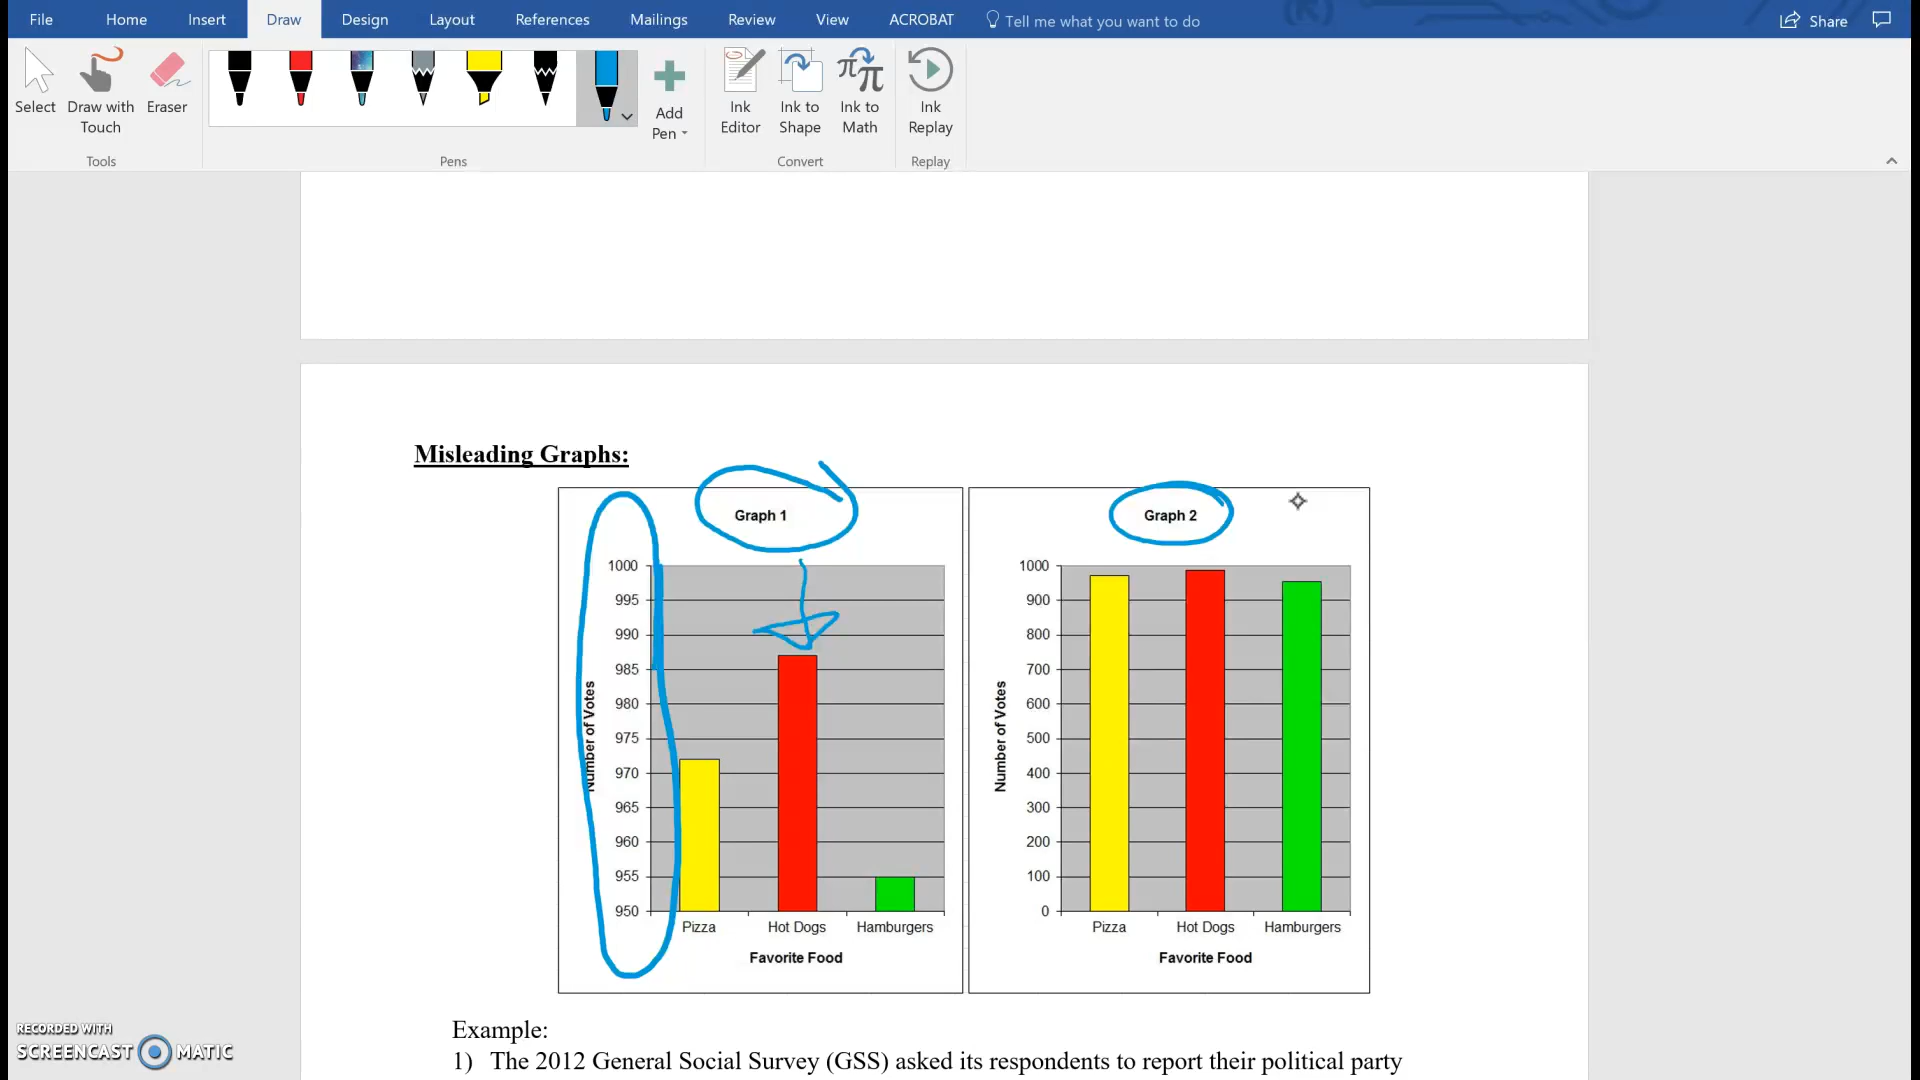 File Home Insert Draw Design Layout References Mailings Review View ACROBAT Tell me what you want to do Share
Select Draw with Touch Eraser Add Pen Ink Editor Ink to Shape Ink to Math Ink Replay
Tools Pens Convert Replay
Misleading Graphs:
Graph 1
1000
995
990
985
980
975
970
965
960
955
950
Number of Votes
Pizza Hot Dogs Hamburgers
Favorite Food
Graph 2
1000
900
800
700
600
500
400
300
200
100
0
Number of Votes
Pizza Hot Dogs Hamburgers
Favorite Food
Example:
1) The 2012 General Social Survey (GSS) asked its respondents to report their political party
RECORDED WITH
SCREENCAST MATIC